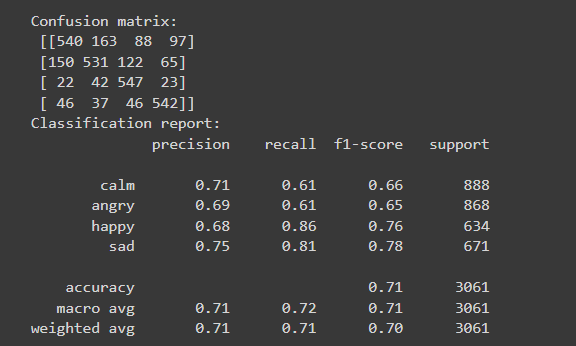 Confusion matrix:
[[540 163  88  97]
[150 531 122  65]
[ 22  42 547  23]
[ 46  37  46 542]]
Classification report:
precision    recall  f1-score   support
calm       0.71      0.61      0.66       888
angry       0.69      0.61      0.65       868
happy       0.68      0.86      0.76       634
sad       0.75      0.81      0.78       671
accuracy                           0.71      3061
macro avg       0.71      0.72      0.71      3061
weighted avg       0.71      0.71      0.70      3061